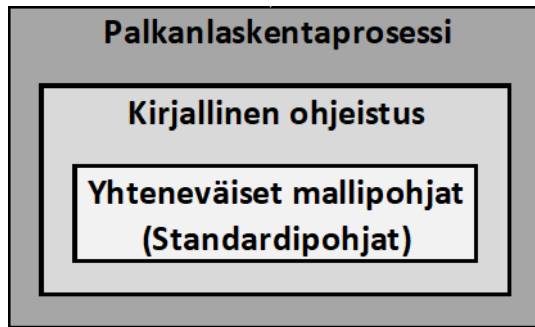 Palkanlaskentaprosessi
Kirjallinen ohjeistus
Yhteneväiset mallipohjat
(Standardipohjat)